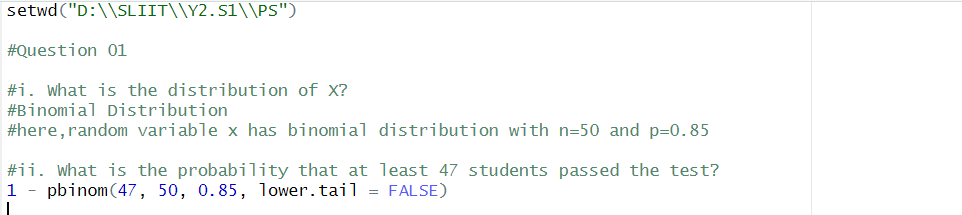 setwd("D:\\SLIIT\\Y2.S1\\PS")
#Question 01
#i. What is the distribution of X?
#Binomial Distribution
#here,random variable x has binomial distribution with n=50 and p=0.85
#ii. What is the probability that at least 47 students passed the test?
1 - pbinom(47, 50, 0.85, lower.tail = FALSE)